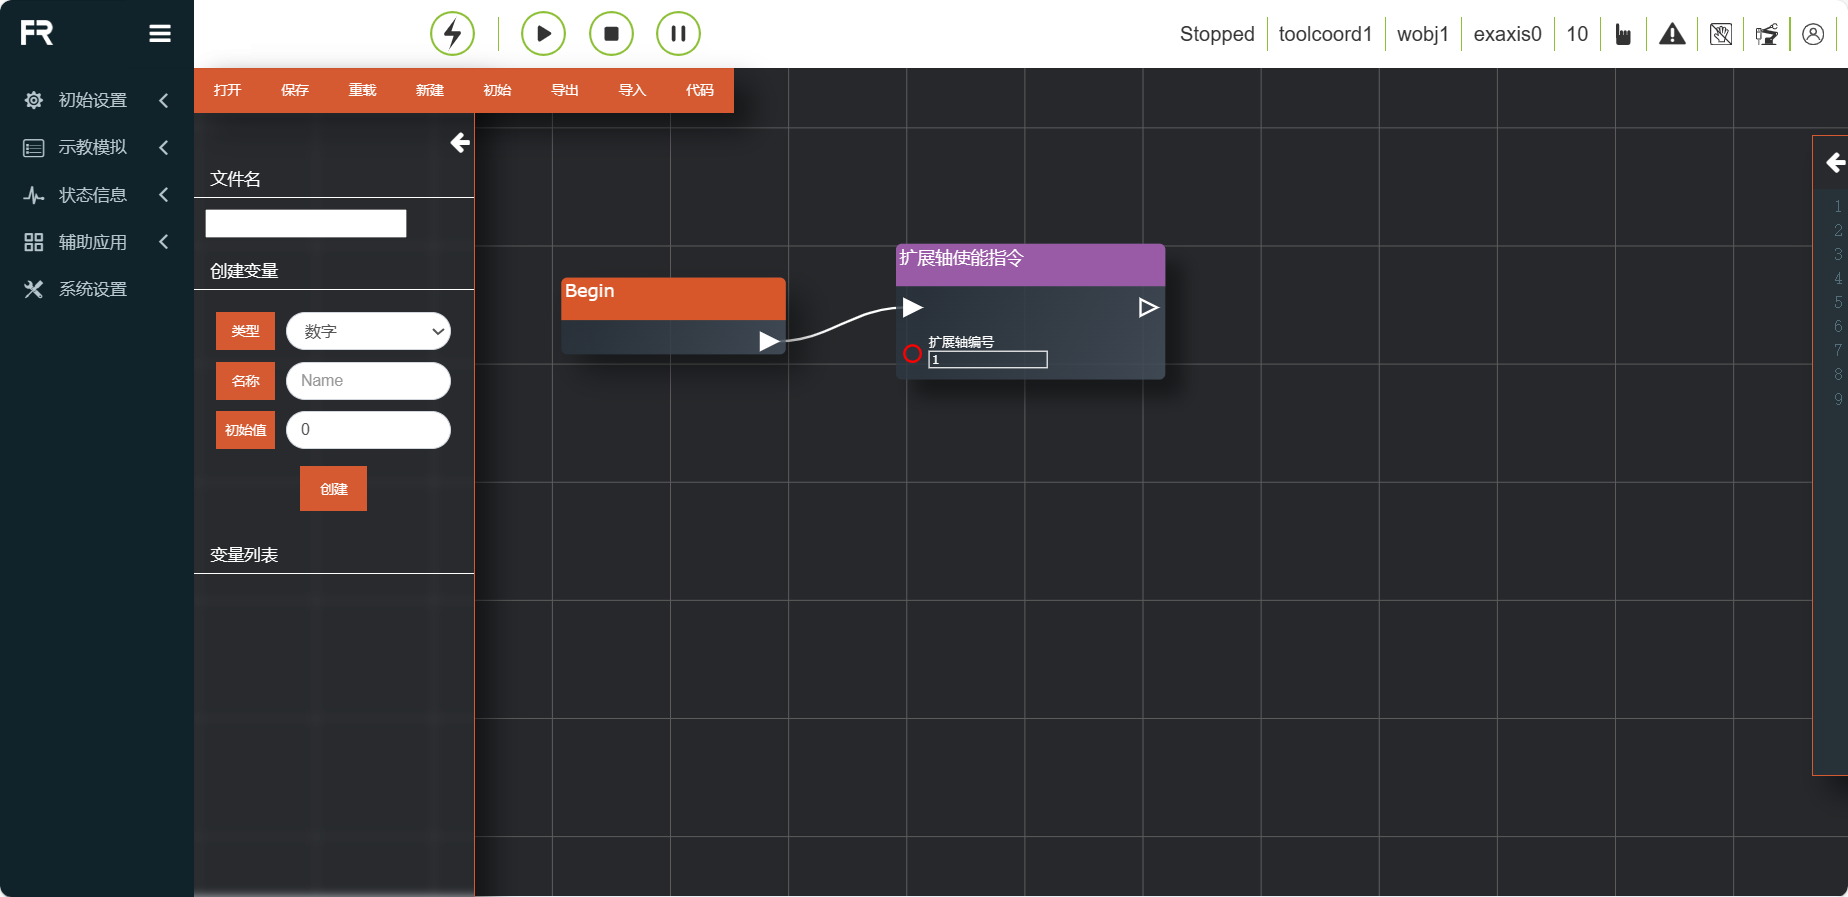 FR
Stopped
toolcoord1
wobj1
exaxis0
10
初始设置
示教模拟
状态信息
辅助应用
系统设置
打开
保存
重载
新建
初始
导出
导入
代码
文件名
创建变量
类型
数字
名称
Name
初始值
0
创建
变量列表
Begin
扩展轴使能指令
扩展轴编号
1
1
2
3
4
5
6
7
8
9